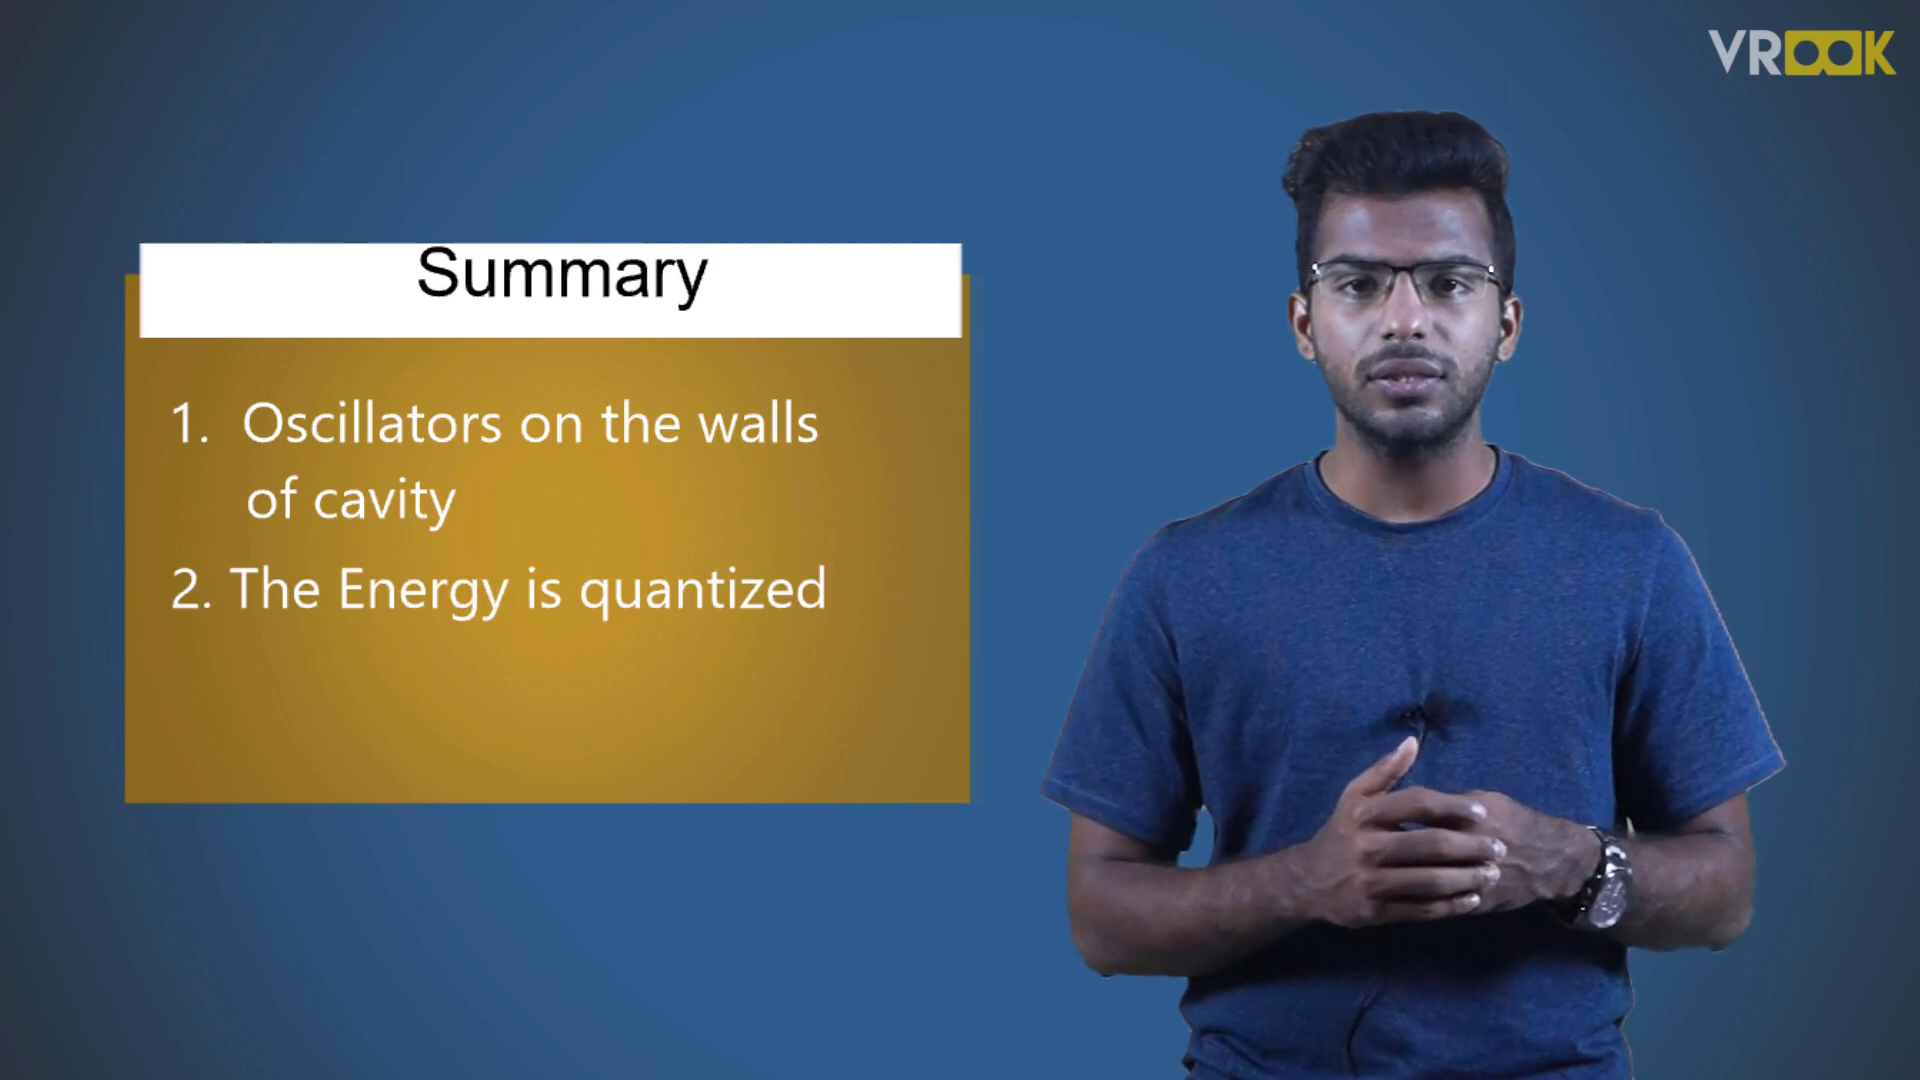 VROOK
Summary
1. Oscillators on the walls
of cavity
2. The Energy is quantized